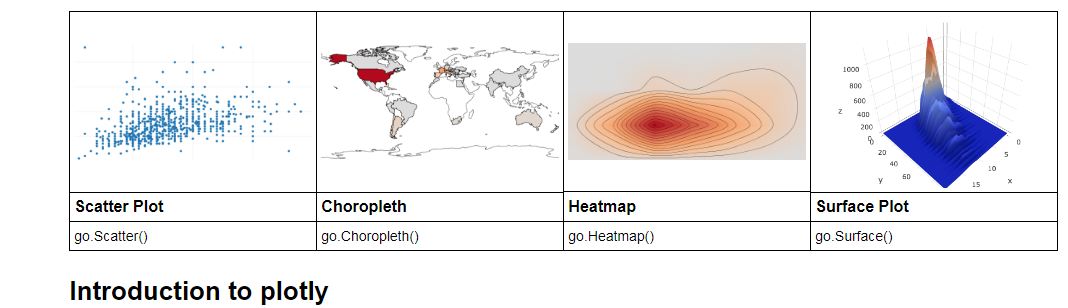 1000
800
z
600
400
200
0
0
20
40
60
y
0
5
10
15
x
Scatter Plot
Choropleth
Heatmap
Surface Plot
go.Scatter()
go.Choropleth()
go.Heatmap()
go.Surface()
Introduction to plotly